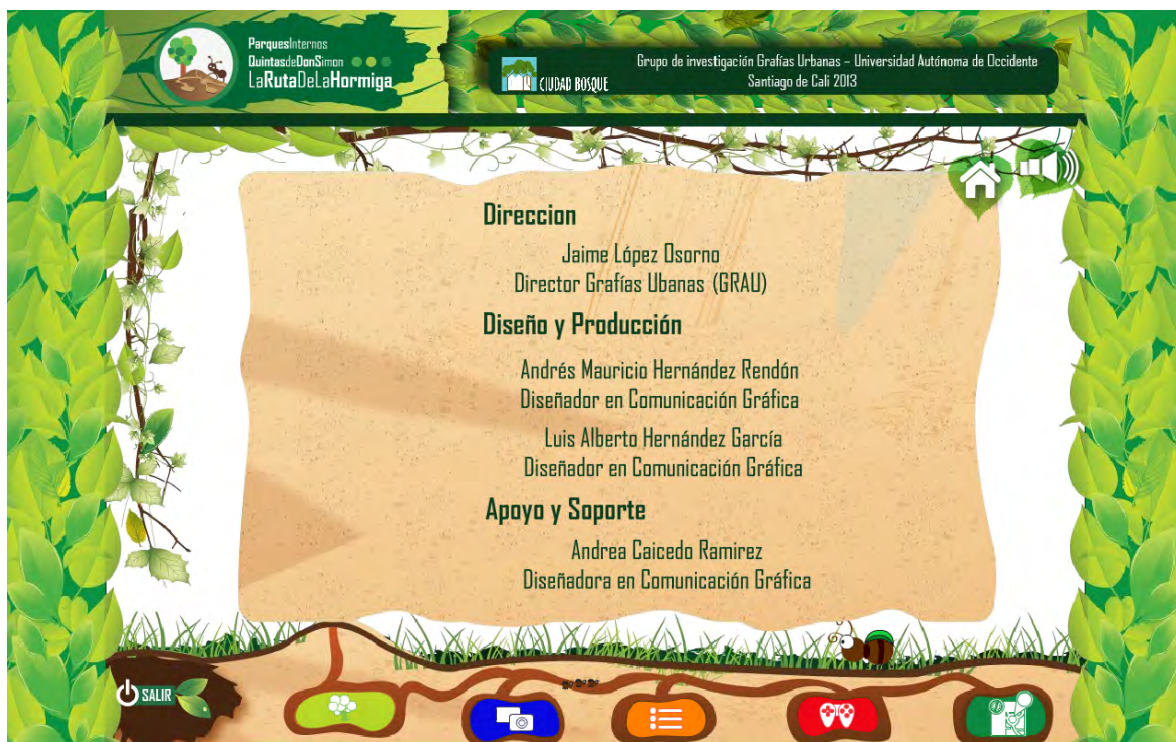 ParquesInternos
QuintasdeDonSimon
LaRutaDeLaHormiga
CIUDAD BOSQUE
Grupo de investigación Grafías Urbanas – Universidad Autónoma de Occidente
Santiago de Cali 2013
Direccion
Jaime López Osorno
Director Grafías Ubanas (GRAU)
Diseño y Producción
Andrés Mauricio Hernández Rendón
Diseñador en Comunicación Gráfica
Luis Alberto Hernández García
Diseñador en Comunicación Gráfica
Apoyo y Soporte
Andrea Caicedo Ramirez
Diseñadora en Comunicación Gráfica
SALIR